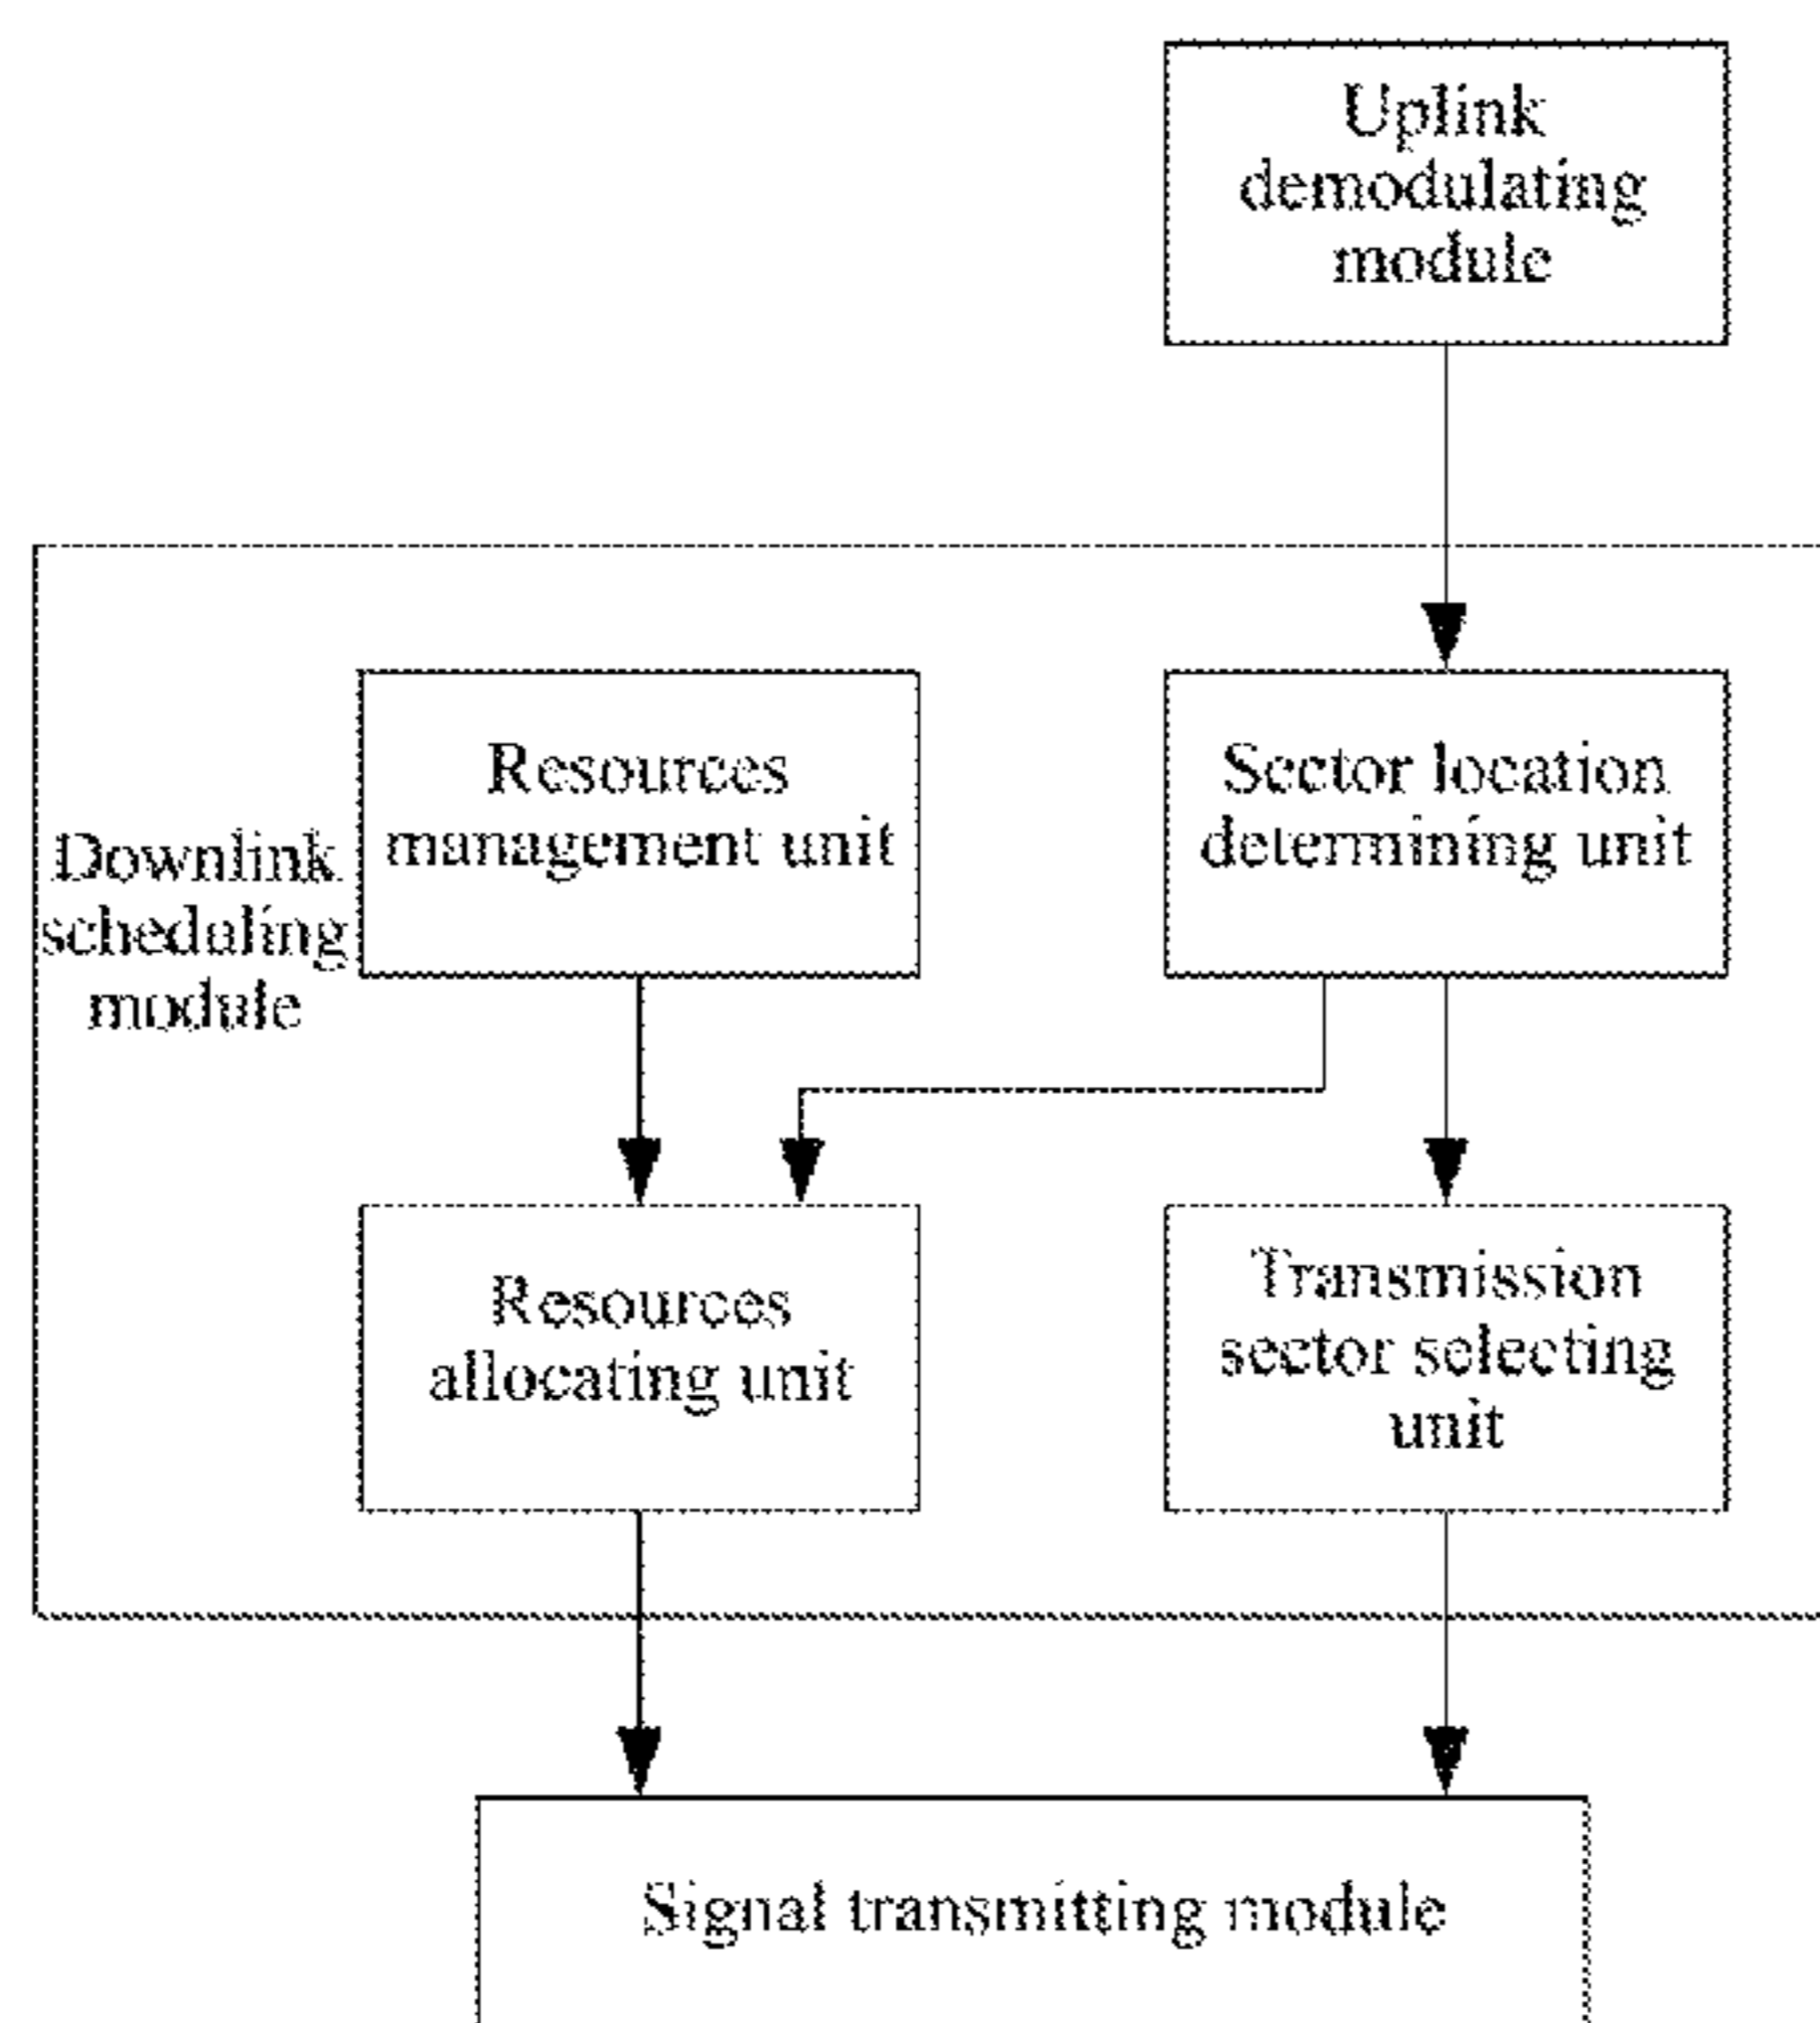 Uplink
demodulating
module
Resources
management unit
Sector location
determining unit
Downlink
scheduling
module
Resources
allocating unit
Transmission
sector selecting
unit
Signal transmitting module